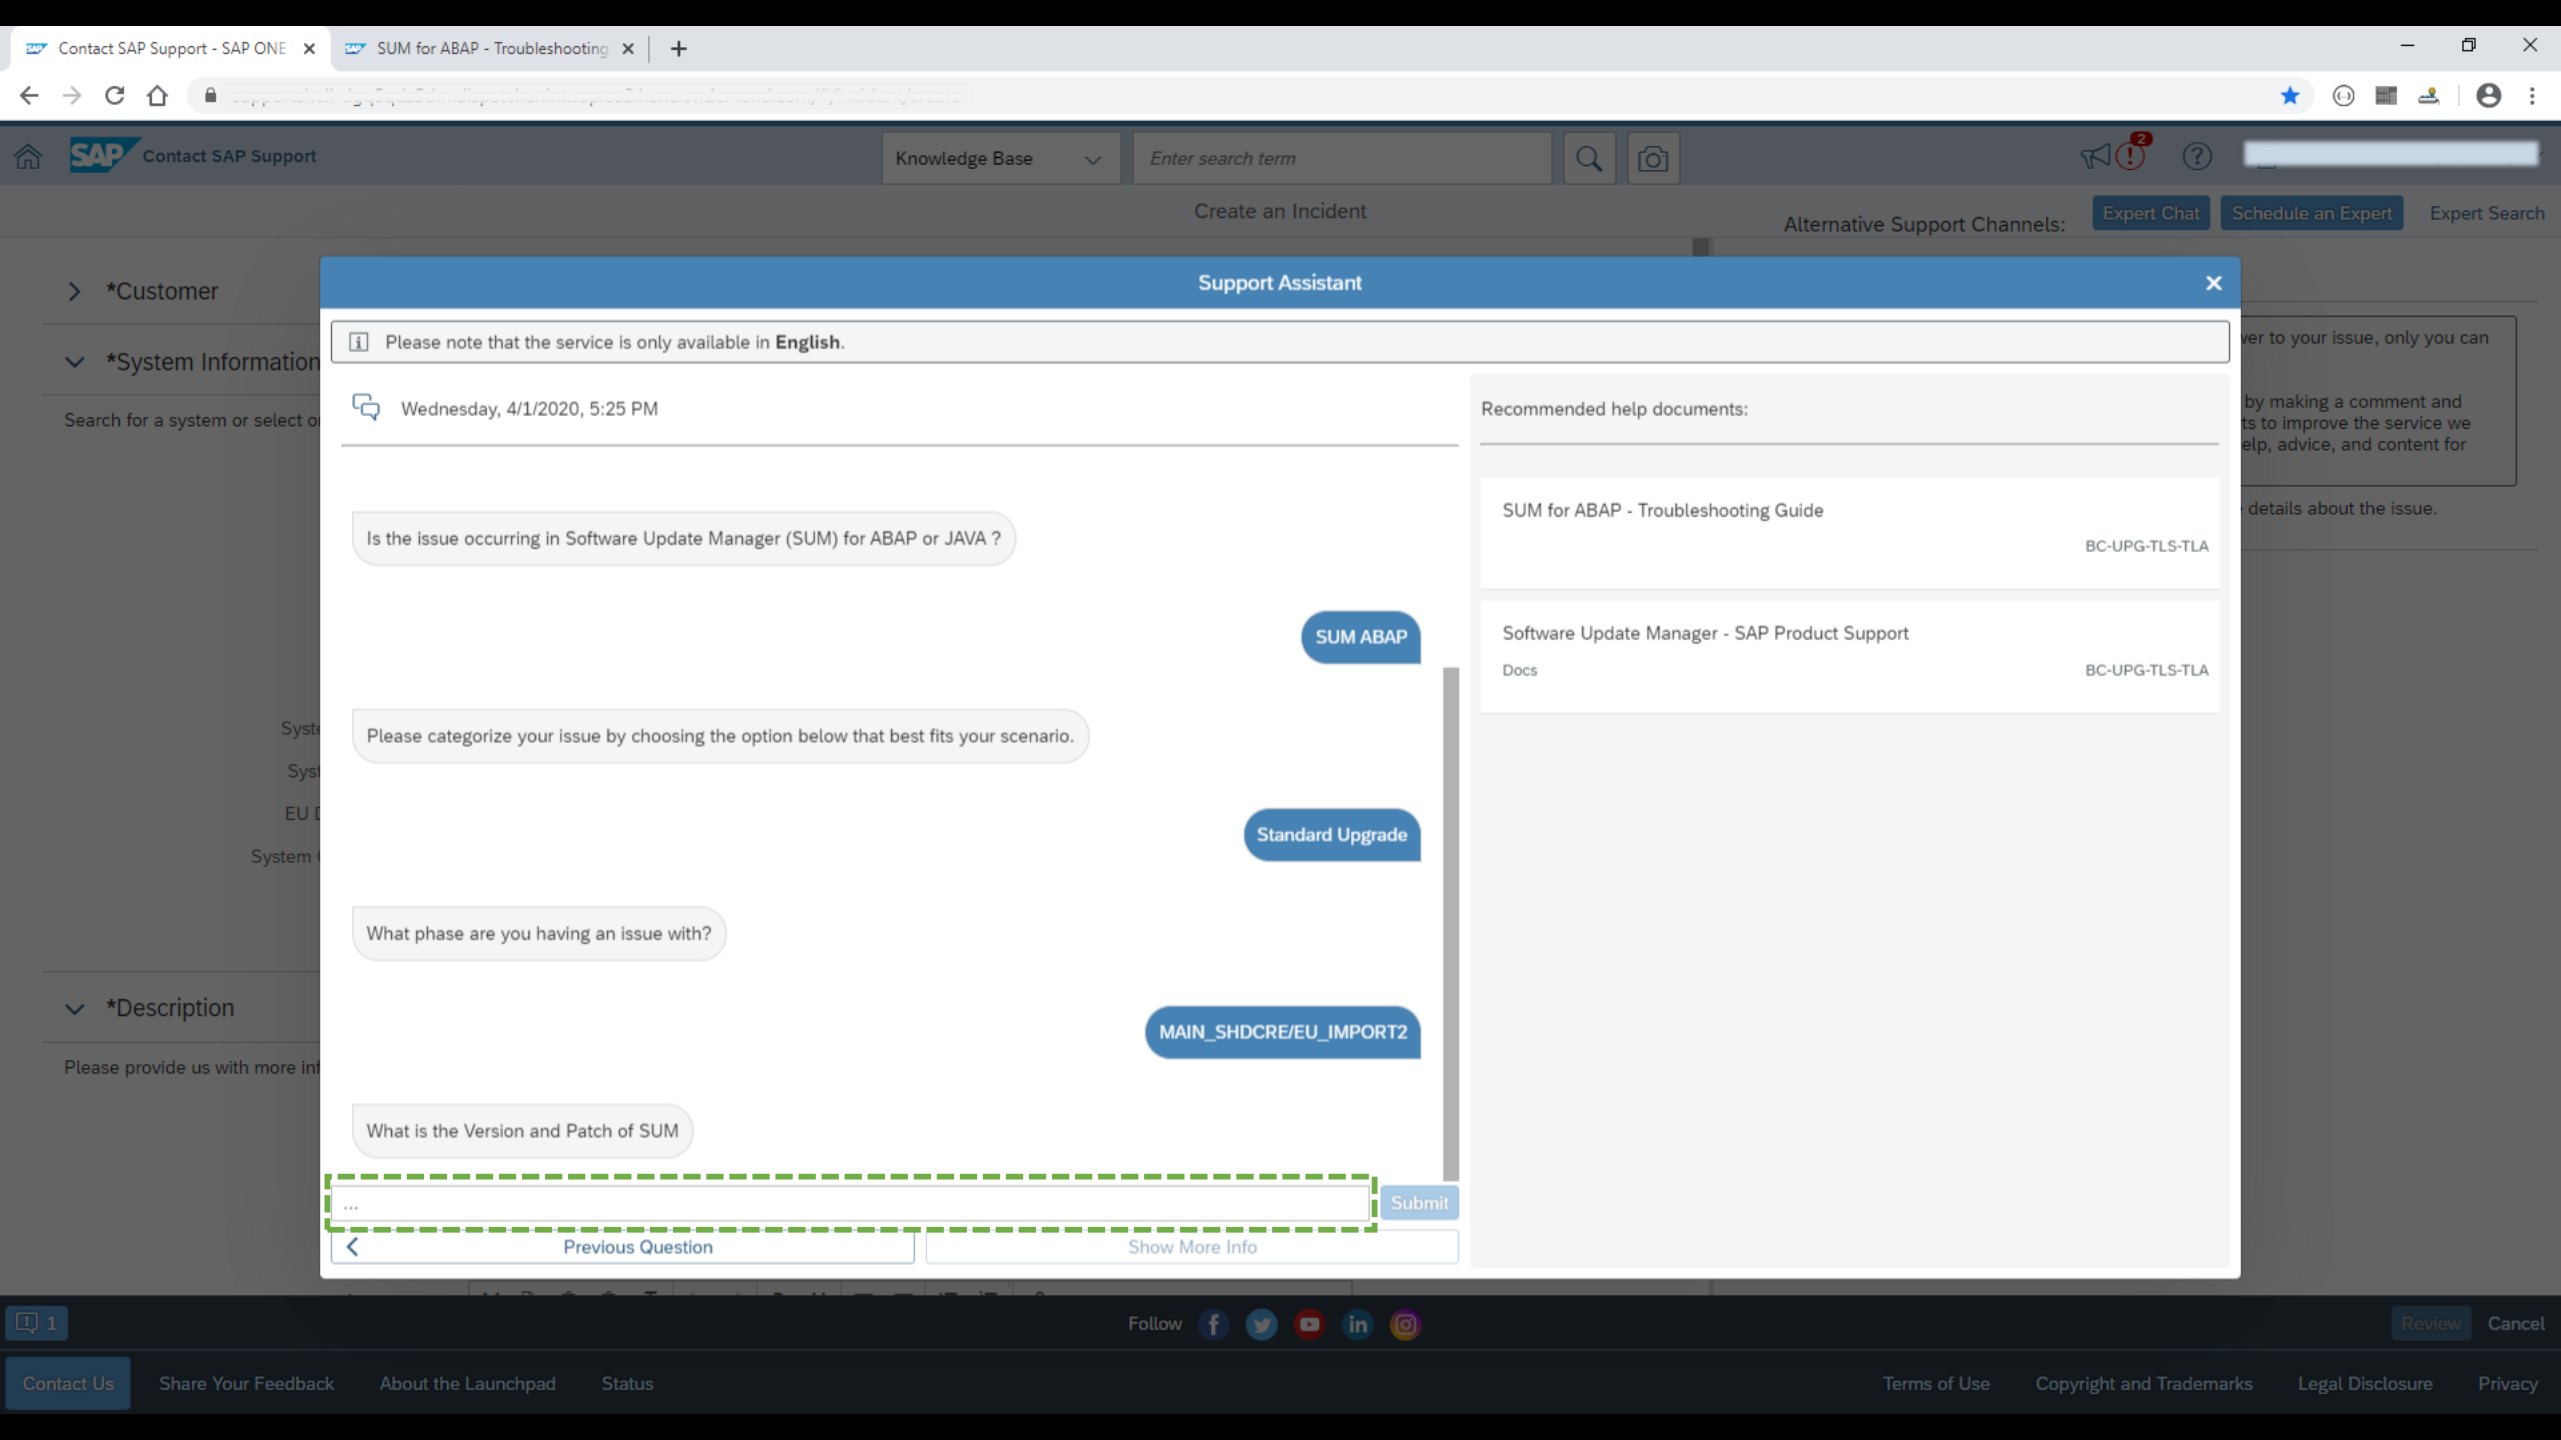 Contact SAP Support - SAP ONE
SUM for ABAP - Troubleshooting
SAP
Contact SAP Support
Knowledge Base
Enter search term
2
Create an Incident
Alternative Support Channels:
Expert Chat
Schedule an Expert
Expert Search
*Customer
*System Information
Search for a system or select
EU
System
*Description
Please provide us with more
ver to your issue, only you can
by making a comment and
ts to improve the service we
elp, advice, and content for
details about the issue.
Support Assistant
Please note that the service is only available in English.
Wednesday, 4/1/2020, 5:25 PM
Is the issue occurring in Software Update Manager (SUM) for ABAP or JAVA ?
SUM ABAP
Please categorize your issue by choosing the option below that best fits your scenario.
Standard Upgrade
What phase are you having an issue with?
MAIN_SHDCRE/EU_IMPORT2
What is the Version and Patch of SUM
...
Submit
Previous Question
Show More Info
Recommended help documents:
SUM for ABAP - Troubleshooting Guide
BC-UPG-TLS-TLA
Software Update Manager - SAP Product Support
Docs
BC-UPG-TLS-TLA
1
Follow
Review
Cancel
Contact Us
Share Your Feedback
About the Launchpad
Status
Terms of Use
Copyright and Trademarks
Legal Disclosure
Privacy